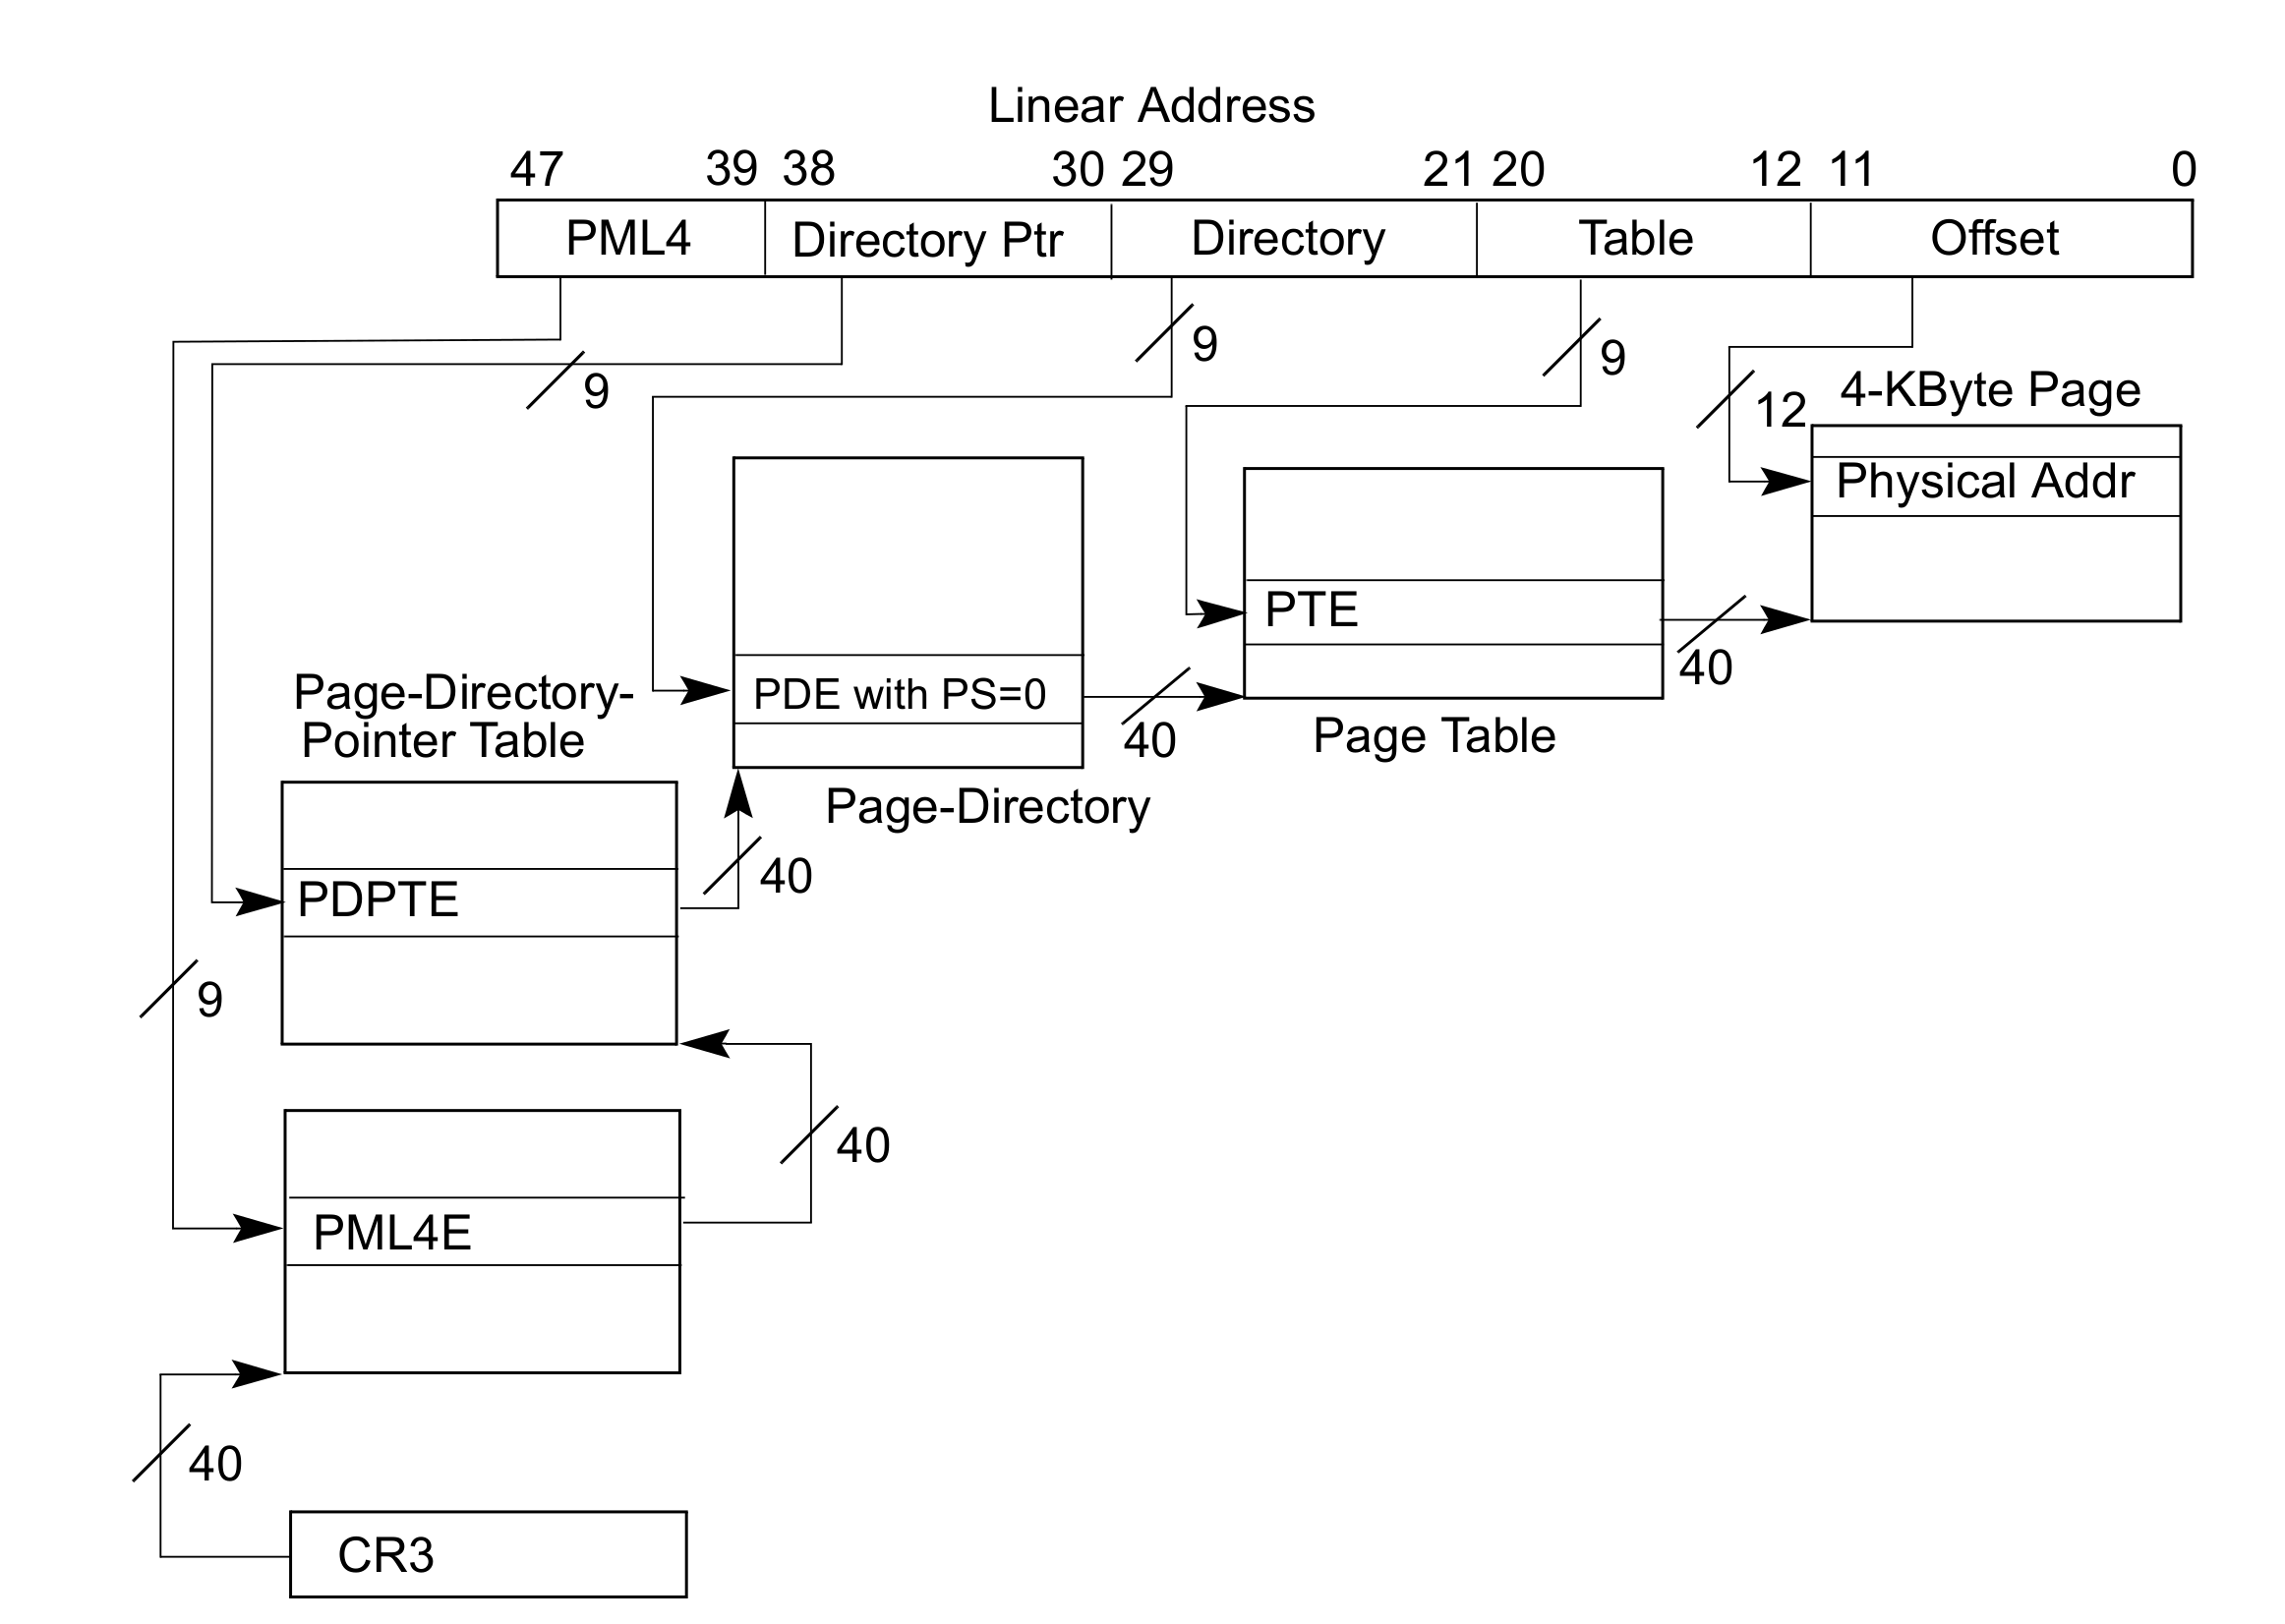 Linear Address
47 39 38 30 29 21 20 12 11 0
PML4 Directory Ptr Directory Table Offset
9
9
9
12
4-KByte Page
Physical Addr
PTE
40
Page Table
PDE with PS=0
40
Page-Directory
Page-Directory-
Pointer Table
PDPTE
40
9
40
PML4E
40
CR3